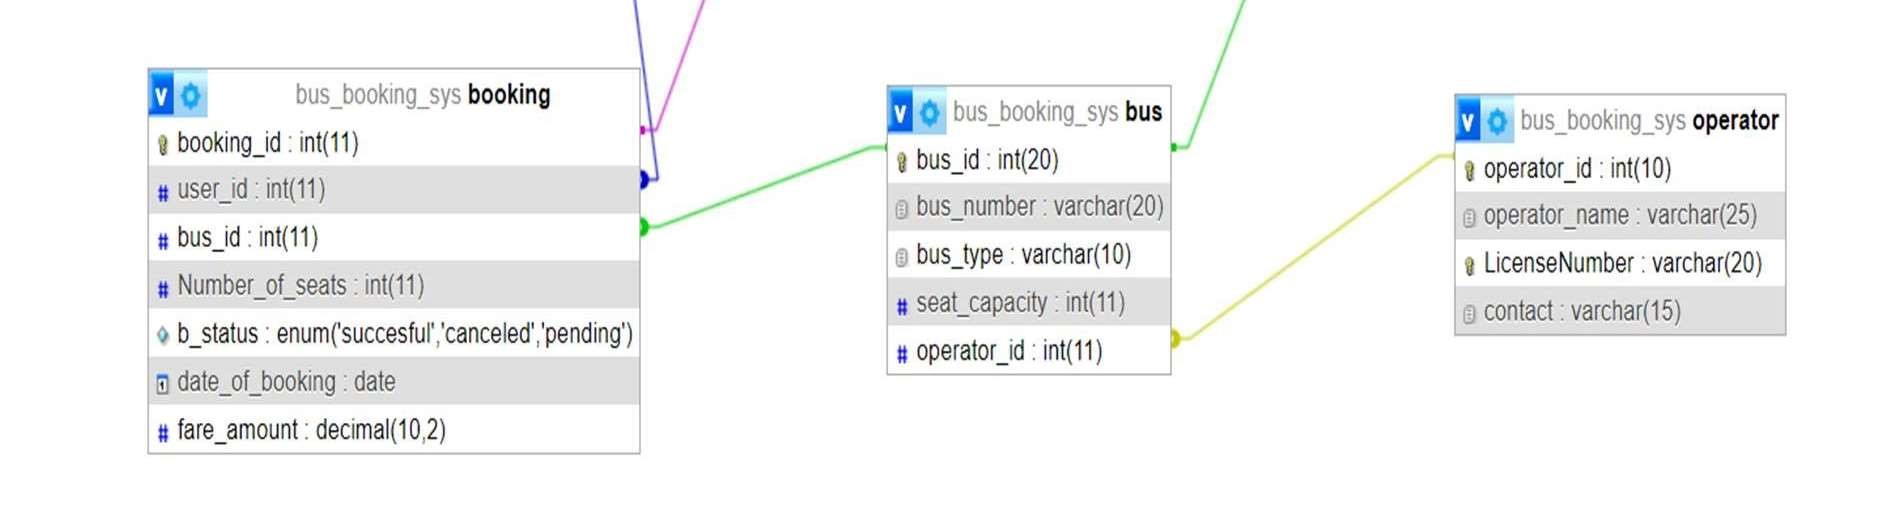 v bus_booking_sys booking
booking_id : int(11)
# user_id : int(11)
# bus_id : int(11)
# Number_of_seats : int(11)
b_status : enum('succesful','canceled','pending')
date_of_booking : date
# fare_amount : decimal(10,2)
v bus_booking_sys bus
bus_id : int(20)
bus_number : varchar(20)
bus_type : varchar(10)
# seat_capacity : int(11)
# operator_id : int(11)
v bus_booking_sys operator
operator_id : int(10)
operator_name : varchar(25)
LicenseNumber : varchar(20)
contact : varchar(15)